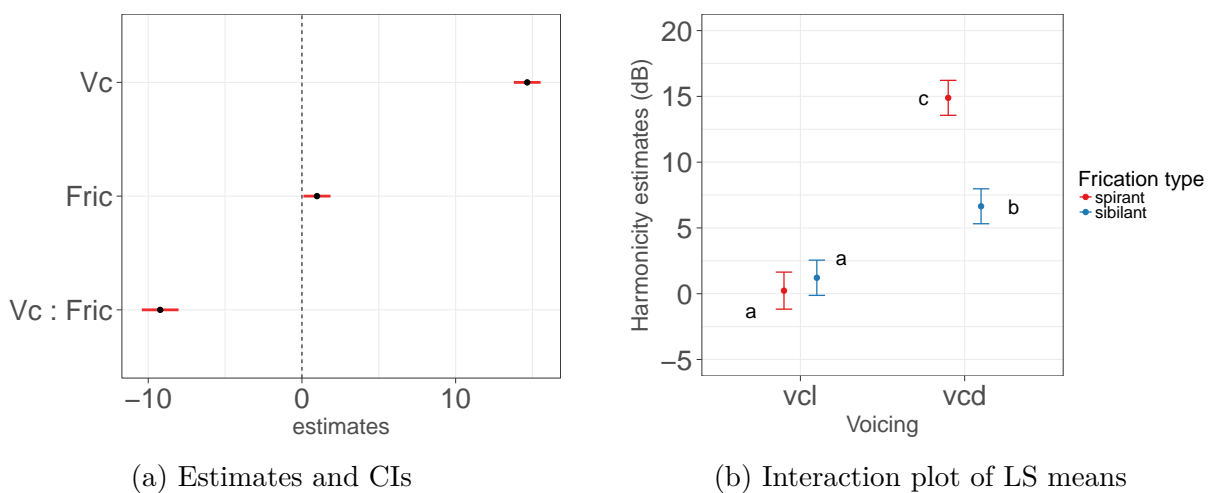 Vc
Fric
Vc : Fric
−10
0
10
estimates
(a) Estimates and CIs
Harmonicity estimates (dB)
20
15
10
5
0
−5
a
a
c
b
vcl
vcd
Voicing
Frication type
spirant
sibilant
(b) Interaction plot of LS means